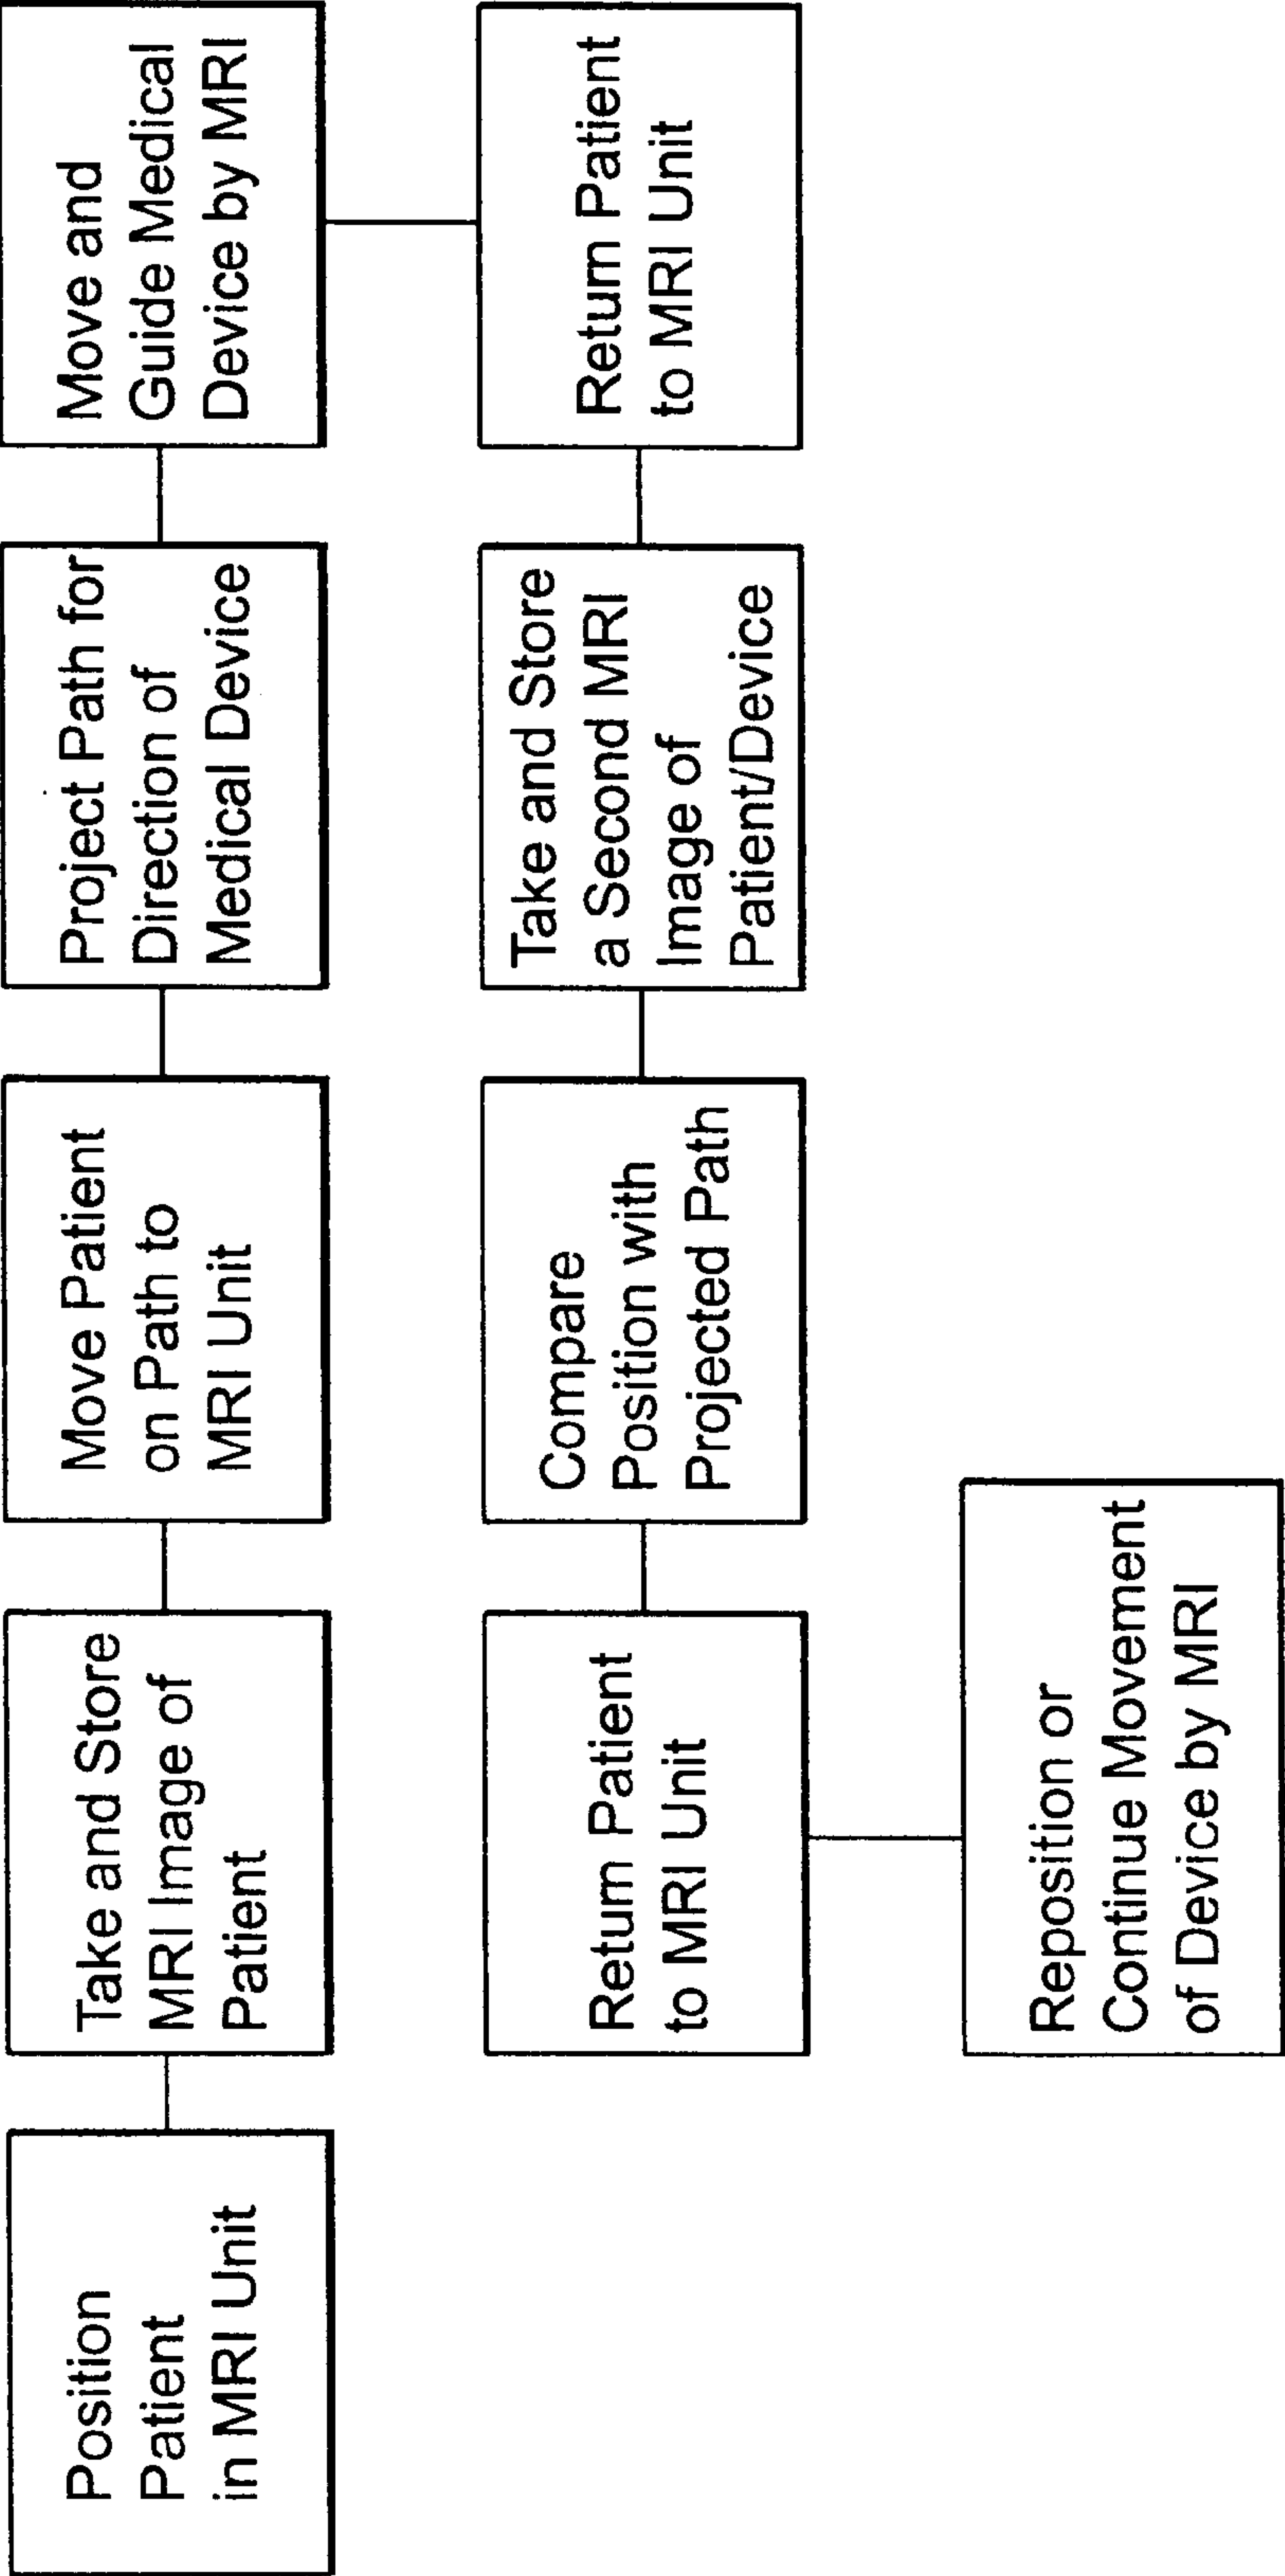 Position
Patient
in MRI Unit
Take and Store
MRI Image of
Patient
Move Patient
on Path to
MRI Unit
Project Path for
Direction of
Medical Device
Move and
Guide Medical
Device by MRI
Return Patient
to MRI Unit
Take and Store
a Second MRI
Image of
Patient/Device
Compare
Position with
Projected Path
Return Patient
to MRI Unit
Reposition or
Continue Movement
of Device by MRI